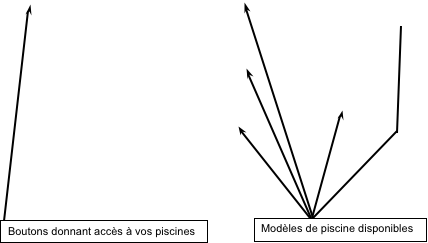 Boutons donnant accès à vos piscines
Modèles de piscine disponibles